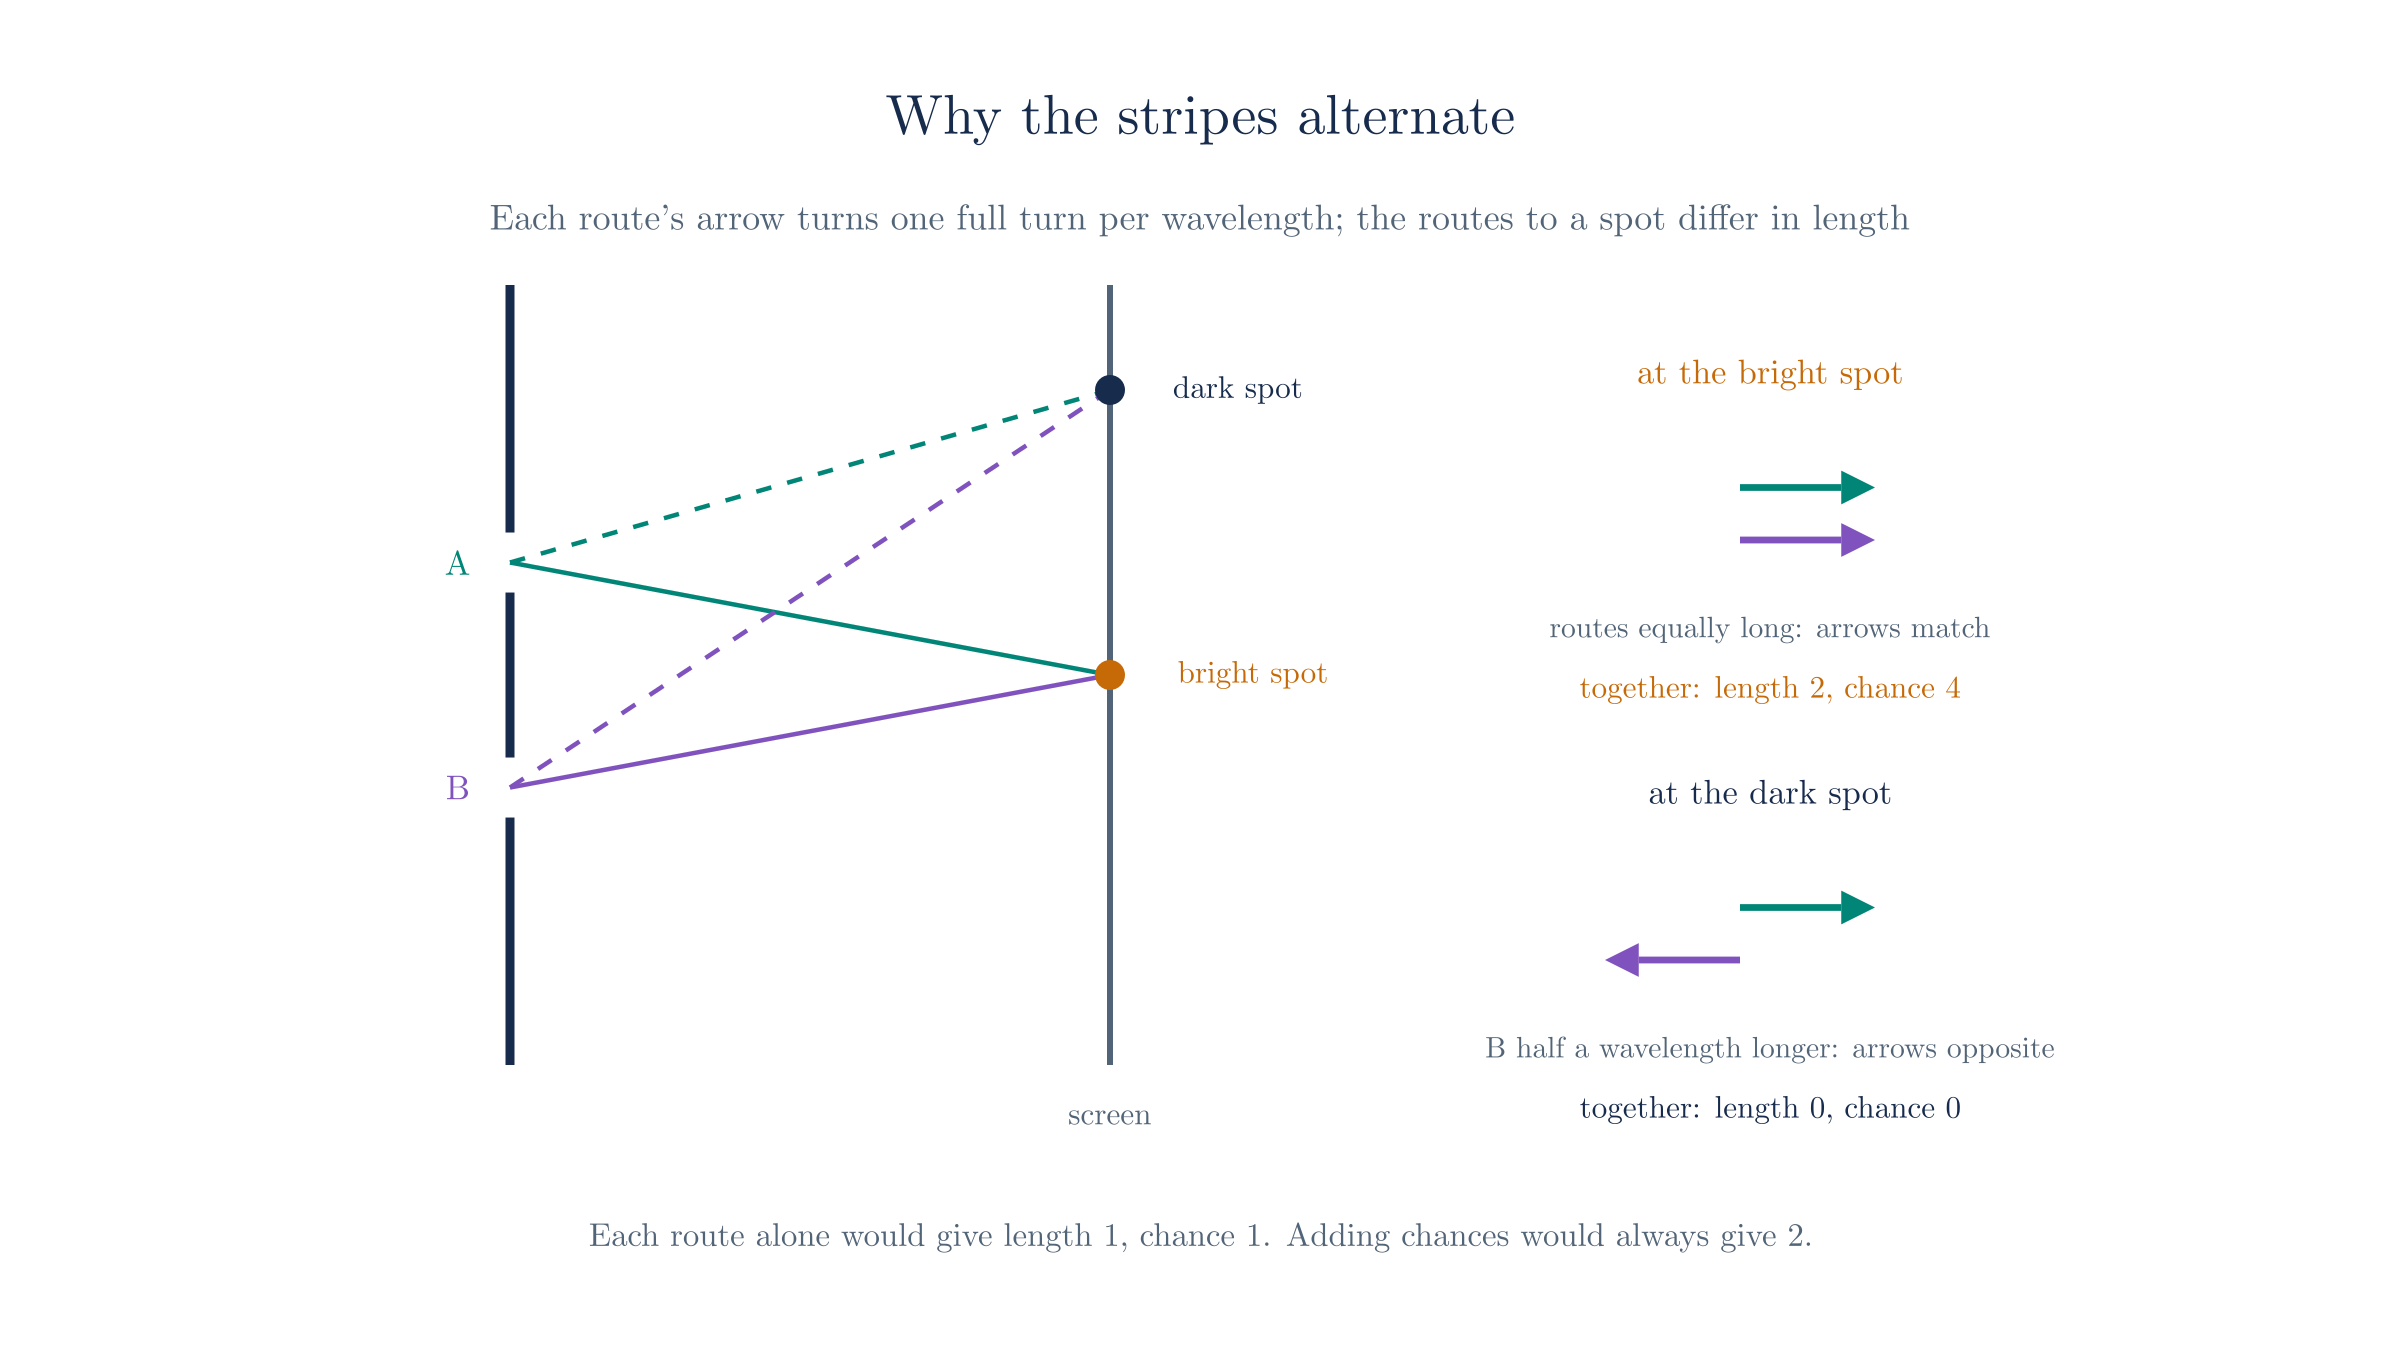 Why the stripes alternate
Each route's arrow turns one full turn per wavelength; the routes to a spot differ in length
A
B
dark spot
bright spot
screen
at the bright spot
routes equally long: arrows match
together: length 2, chance 4
at the dark spot
B half a wavelength longer: arrows opposite
together: length 0, chance 0
Each route alone would give length 1, chance 1. Adding chances would always give 2.